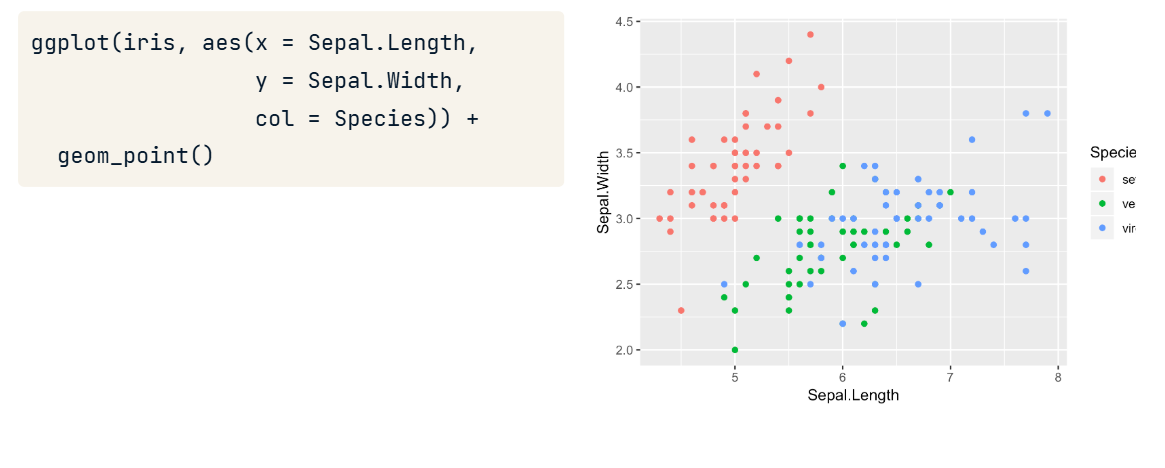 ggplot(iris, aes(x = Sepal.Length,
y = Sepal.Width,
col = Species)) +
geom_point()
4.5
4.0
3.5
3.0
2.5
2.0
Sepal.Width
5 6 7 8
Sepal.Length
Specie
se
ve
vir